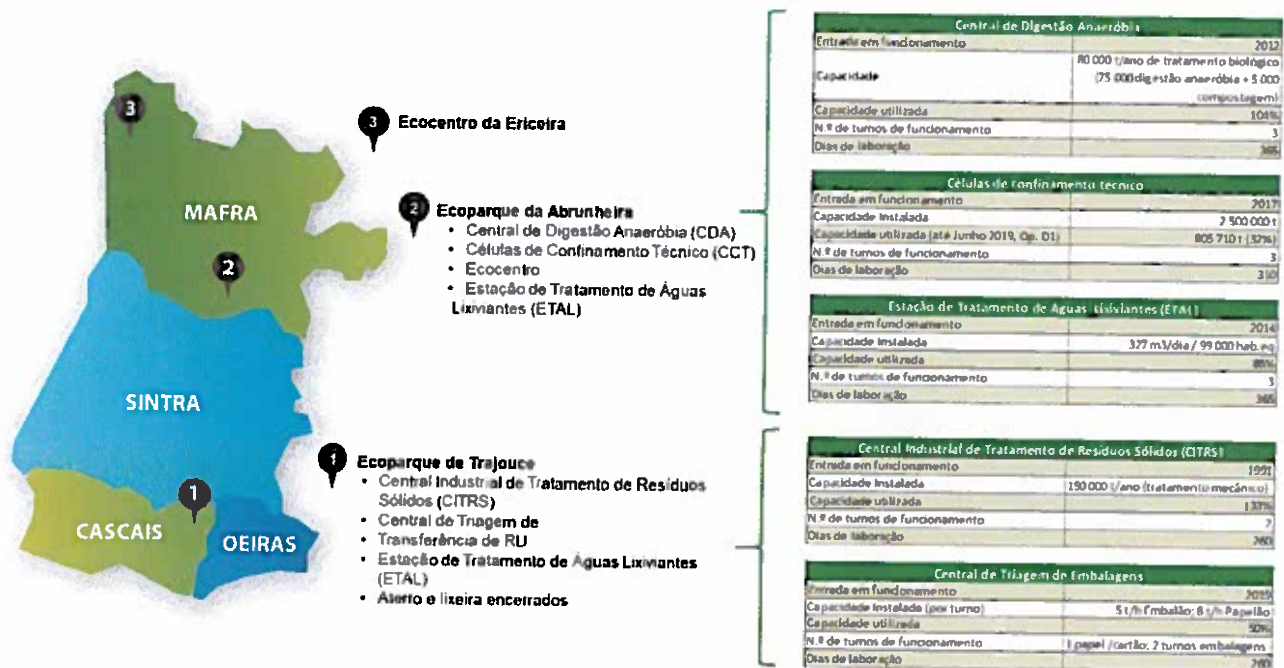 3
3 Ecocentro da Ericeira
MAFRA
2
2 Ecoparque da Abrunheira
• Central de Digestão Anaeróbia (CDA)
• Células de Confinamento Técnico (CCT)
• Ecocentro
• Estação de Tratamento de Águas
Lixiviantes (ETAL)
SINTRA
1
CASCAIS
OEIRAS
1 Ecoparque de Trajouce
• Central Industrial de Tratamento de Resíduos
Sólidos (CITRS)
• Central de Triagem de
• Transferência de RU
• Estação de Tratamento de Águas Lixiviantes
(ETAL)
• Aterro e lixeira encerrados
Central de Digestão Anaeróbia
Entrada em funcionamento 2012
80 000 t/ano de tratamento biológico
Capacidade (75 000 digestão anaeróbia + 5 000
compostagem)
Capacidade utilizada 104%
N.º de turnos de funcionamento 3
Dias de laboração 365
Células de confinamento técnico
Entrada em funcionamento 2017
Capacidade Instalada 2 500 000 t
Capacidade utilizada (até Junho 2019, Op. D1) 805 710 t (32%)
N.º de turnos de funcionamento 3
Dias de laboração 310
Estação de Tratamento de Águas Lixiviantes (ETAL)
Entrada em funcionamento 2014
Capacidade Instalada 327 m3/dia / 99 000 hab. eq
Capacidade utilizada
N.º de turnos de funcionamento 3
Dias de laboração 365
Central Industrial de Tratamento de Resíduos Sólidos (CITRS)
Entrada em funcionamento 1991
Capacidade Instalada 150 000 t/ano (tratamento mecânico)
Capacidade utilizada 133%
N.º de turnos de funcionamento 2
Dias de laboração 260
Central de Triagem de Embalagens
Entrada em funcionamento
Capacidade Instalada (por turno) 5 t/h Embalão; 8 t/h Papelão
Capacidade utilizada 50%
N.º de turnos de funcionamento 1 papel /cartão; 2 turnos embalagens
Dias de laboração